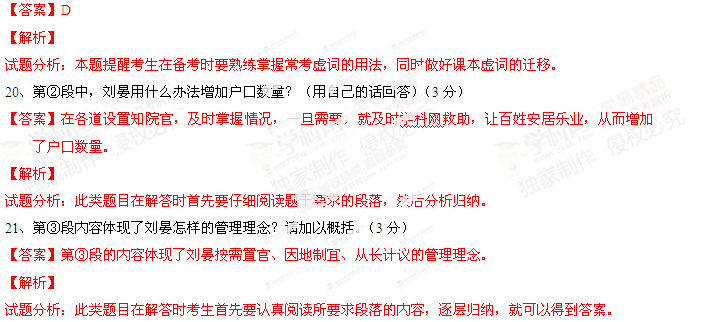 【答案】D
【解析】
试题分析：本题提醒考生在备考时要熟练掌握常考虚词的用法，同时做好课本虚词的迁移。
20、第②段中，刘晏用什么办法增加户口数量？（用自己的话回答）（3 分）
【答案】在各道设置知院官，及时掌握情况，一旦需要，就及时学科网救助，让百姓安居乐业，从而增加
了户口数量。
【解析】
试题分析：此类题目在解答时首先要仔细阅读题干要求的段落，然后分析归纳。
21、第③段内容体现了刘晏怎样的管理理念？请加以概括。（3 分）
【答案】第③段的内容体现了刘晏按需置官、因地制宜、从长计议的管理理念。
【解析】
试题分析：此类题目在解答时考生首先要认真阅读所要求段落的内容，逐层归纳，就可以得到答案。